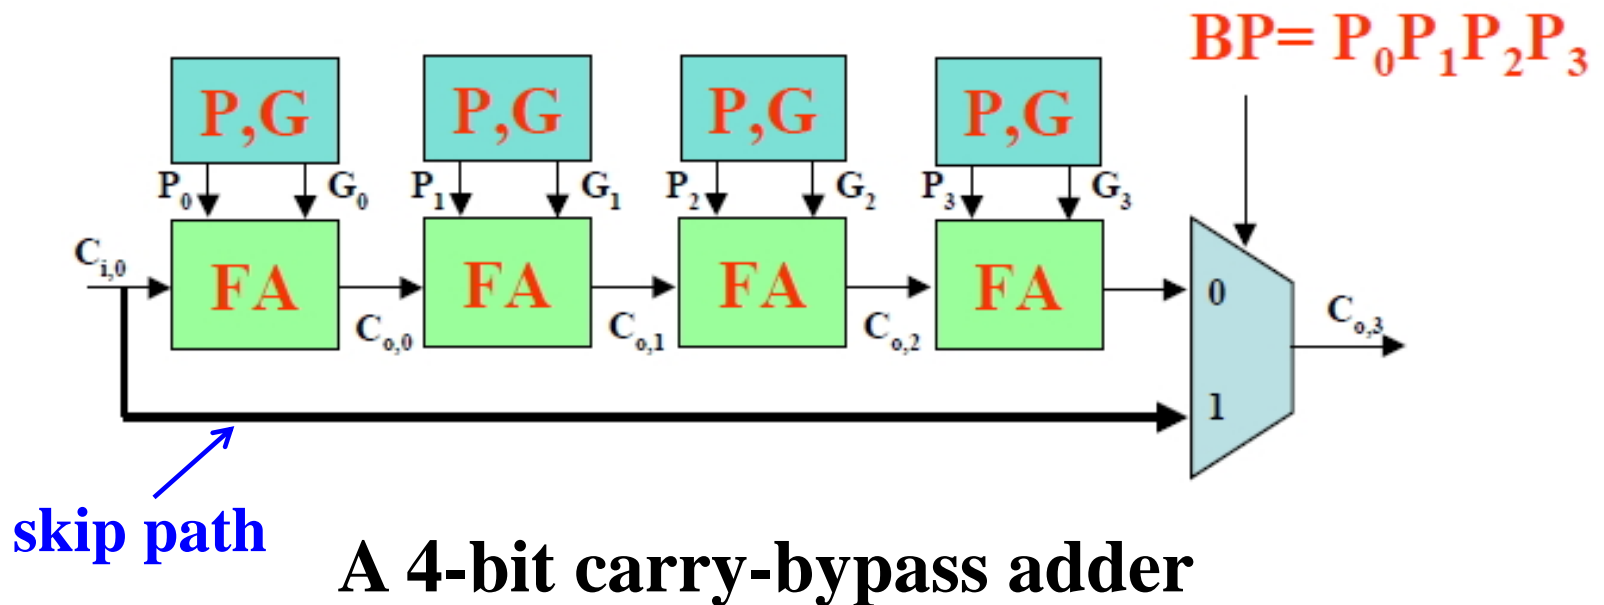 BP= P₀P₁P₂P₃
P,G P,G P,G P,G
P₀ G₀ P₁ G₁ P₂ G₂ P₃ G₃
Cᵢ,₀
FA FA FA FA
0
Cₒ,₀ Cₒ,₁ Cₒ,₂ Cₒ,₃
1
skip path
A 4-bit carry-bypass adder